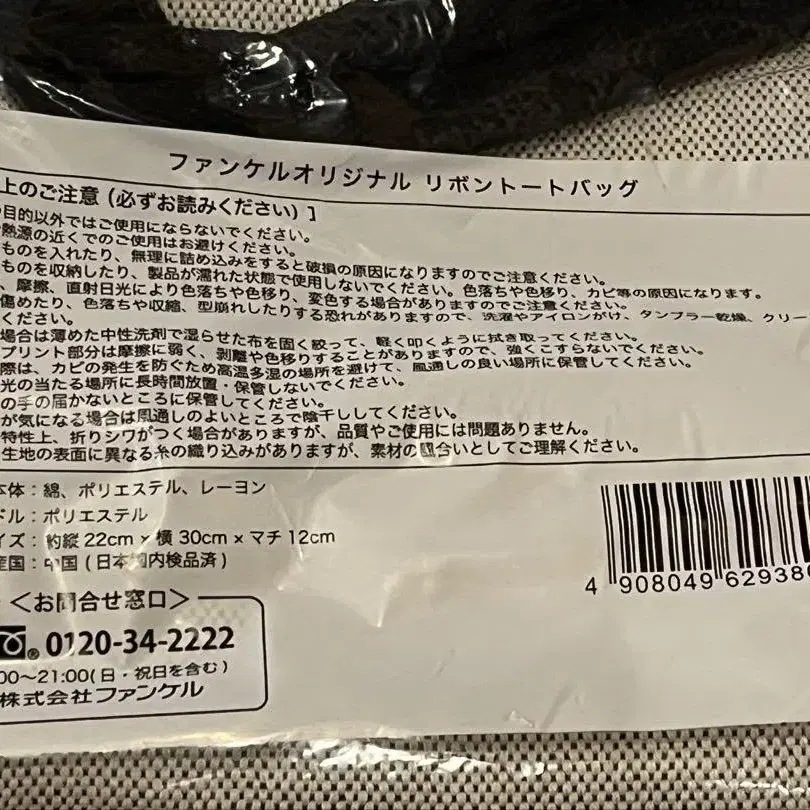 ファンケルオリジナル リボントートバッグ
上のご注意(必ずお読みください)]
目的以外ではご使用にならないでください。
熱源の近くでのご使用はお避けください。
ものを入れたり、無理に詰め込みをすると破損の原因になりますのでご注意ください。
ものを収納したり、製品が濡れた状態で使用しないでください。色落ちや色移り、カビ等の原因になります。
、摩擦、直射日光により色落ちや色移り、変色する場合がありますのでご注意ください。
傷めたり、色落ちや収縮、型崩れしたりする恐れがありますので、洗濯やアイロンがけ、タンブラー乾燥、クリー
ください。
場合は薄めた中性洗剤で湿らせた布を固く絞って、軽く叩くように拭き取ってください。
プリント部分は摩擦に弱く、剥離や色移りすることがありますので、強くこすらないでください。
際は、カビの発生を防ぐため高温多湿の場所を避けて、風通しの良い場所に保管してください。
光の当たる場所に長時間放置・保管しないでください。
の手の届かないところに保管してください。
が気になる場合は風通しのよいところで陰干ししてください。
特性上、折りシワがつく場合がありますが、品質やご使用には問題ありません。
生地の表面に異なる糸の織り込みがありますが、素材の風合いとしてご理解ください。
本体:綿、ポリエステル、レーヨン
ドル:ポリエステル
イズ:約縦22cm×横30cm×マチ12cm
産国:中国(日本国内検品済)
4 908049 62938
<お問合せ窓口>
0120-34-2222
00〜21:00(日・祝日を含む)
株式会社ファンケル